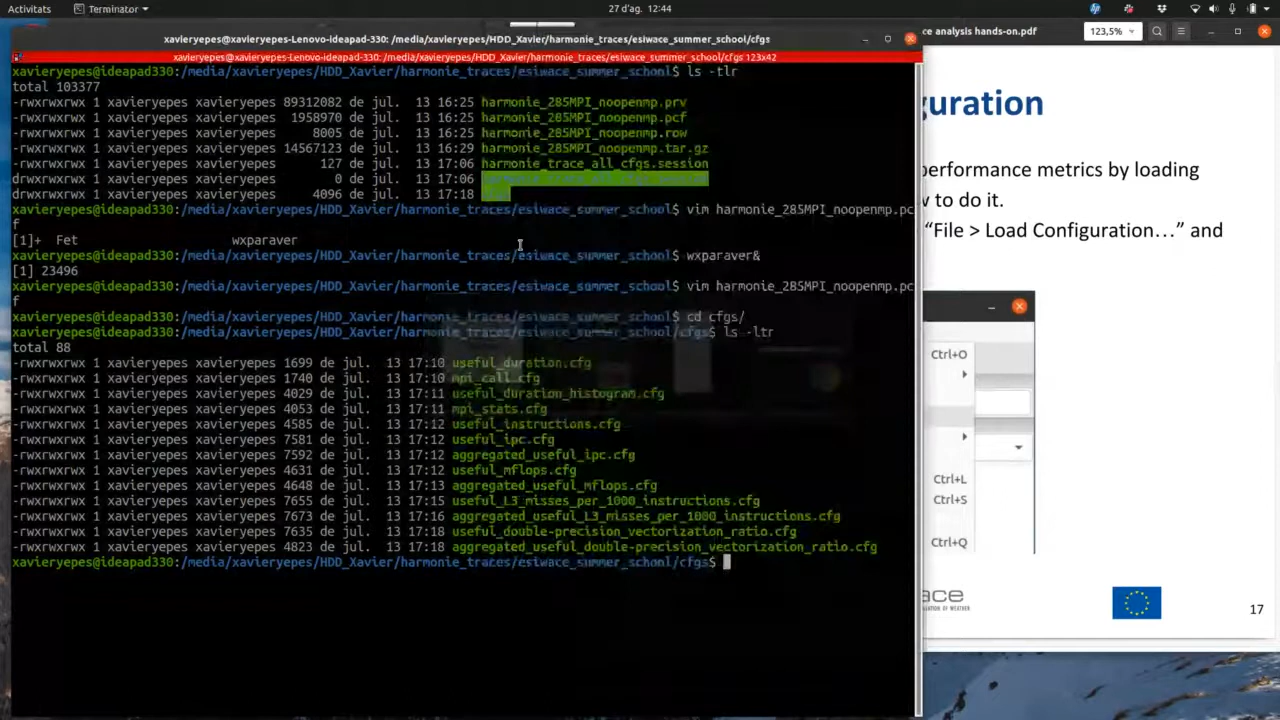 Activitats
Terminator
27 d'ag. 12:44
xavieryepes@xavieryepes-Lenovo-ideapad-330: /media/xavieryepes/HDD_Xavier/harmonie_traces/esiwace_summer_school/cfgs
ce analysis hands-on.pdf
123,5%
xavieryepes@xavieryepes-Lenovo-ideapad-330: /media/xavieryepes/HDD_Xavier/harmonie_traces/esiwace_summer_school/cfgs 123x42
xavieryepes@ideapad330:/media/xavieryepes/HDD_Xavier/harmonie_traces/esiwace_summer_school$ ls -tlr
total 103377
-rwxrwxrwx 1 xavieryepes xavieryepes 89312082 de jul. 13 16:25 harmonie_285MPI_noopenmp.prv
-rwxrwxrwx 1 xavieryepes xavieryepes 1958970 de jul. 13 16:25 harmonie_285MPI_noopenmp.pcf
-rwxrwxrwx 1 xavieryepes xavieryepes 8005 de jul. 13 16:25 harmonie_285MPI_noopenmp.row
-rwxrwxrwx 1 xavieryepes xavieryepes 14567123 de jul. 13 16:29 harmonie_285MPI_noopenmp.tar.gz
-rwxrwxrwx 1 xavieryepes xavieryepes 127 de jul. 13 17:06 harmonie_trace_all_cfgs.session
drwxrwxrwx 1 xavieryepes xavieryepes 0 de jul. 13 17:06
drwxrwxrwx 1 xavieryepes xavieryepes 4096 de jul. 13 17:18
xavieryepes@ideapad330:/media/xavieryepes/HDD_Xavier/harmonie_traces/esiwace_summer_school$ vim harmonie_285MPI_noopenmp.pc
f
[1]+ Fet wxparaver
xavieryepes@ideapad330:/media/xavieryepes/HDD_Xavier/harmonie_traces/esiwace_summer_school$ wxparaver&
[1] 23496
xavieryepes@ideapad330:/media/xavieryepes/HDD_Xavier/harmonie_traces/esiwace_summer_school$ vim harmonie_285MPI_noopenmp.pc
f
xavieryepes@ideapad330:/media/xavieryepes/HDD_Xavier/harmonie_traces/esiwace_summer_school$ cd cfgs/
xavieryepes@ideapad330:/media/xavieryepes/HDD_Xavier/harmonie_traces/esiwace_summer_school/cfgs$ ls -ltr
total 88
-rwxrwxrwx 1 xavieryepes xavieryepes 1699 de jul. 13 17:10 useful_duration.cfg
-rwxrwxrwx 1 xavieryepes xavieryepes 1740 de jul. 13 17:10 mpi_call.cfg
-rwxrwxrwx 1 xavieryepes xavieryepes 4029 de jul. 13 17:11 useful_duration_histogram.cfg
-rwxrwxrwx 1 xavieryepes xavieryepes 4053 de jul. 13 17:11 mpi_stats.cfg
-rwxrwxrwx 1 xavieryepes xavieryepes 4585 de jul. 13 17:12 useful_instructions.cfg
-rwxrwxrwx 1 xavieryepes xavieryepes 7581 de jul. 13 17:12 useful_ipc.cfg
-rwxrwxrwx 1 xavieryepes xavieryepes 7592 de jul. 13 17:12 aggregated_useful_ipc.cfg
-rwxrwxrwx 1 xavieryepes xavieryepes 4631 de jul. 13 17:12 useful_mflops.cfg
-rwxrwxrwx 1 xavieryepes xavieryepes 4648 de jul. 13 17:13 aggregated_useful_mflops.cfg
-rwxrwxrwx 1 xavieryepes xavieryepes 7655 de jul. 13 17:15 useful_L3_misses_per_1000_instructions.cfg
-rwxrwxrwx 1 xavieryepes xavieryepes 7673 de jul. 13 17:16 aggregated_useful_L3_misses_per_1000_instructions.cfg
-rwxrwxrwx 1 xavieryepes xavieryepes 7635 de jul. 13 17:18 useful_double-precision_vectorization_ratio.cfg
-rwxrwxrwx 1 xavieryepes xavieryepes 4823 de jul. 13 17:18 aggregated_useful_double-precision_vectorization_ratio.cfg
xavieryepes@ideapad330:/media/xavieryepes/HDD_Xavier/harmonie_traces/esiwace_summer_school/cfgs$
guration
performance metrics by loading
v to do it.
"File > Load Configuration…" and
Ctrl+O
Ctrl+L
Ctrl+S
Ctrl+Q
ace
17